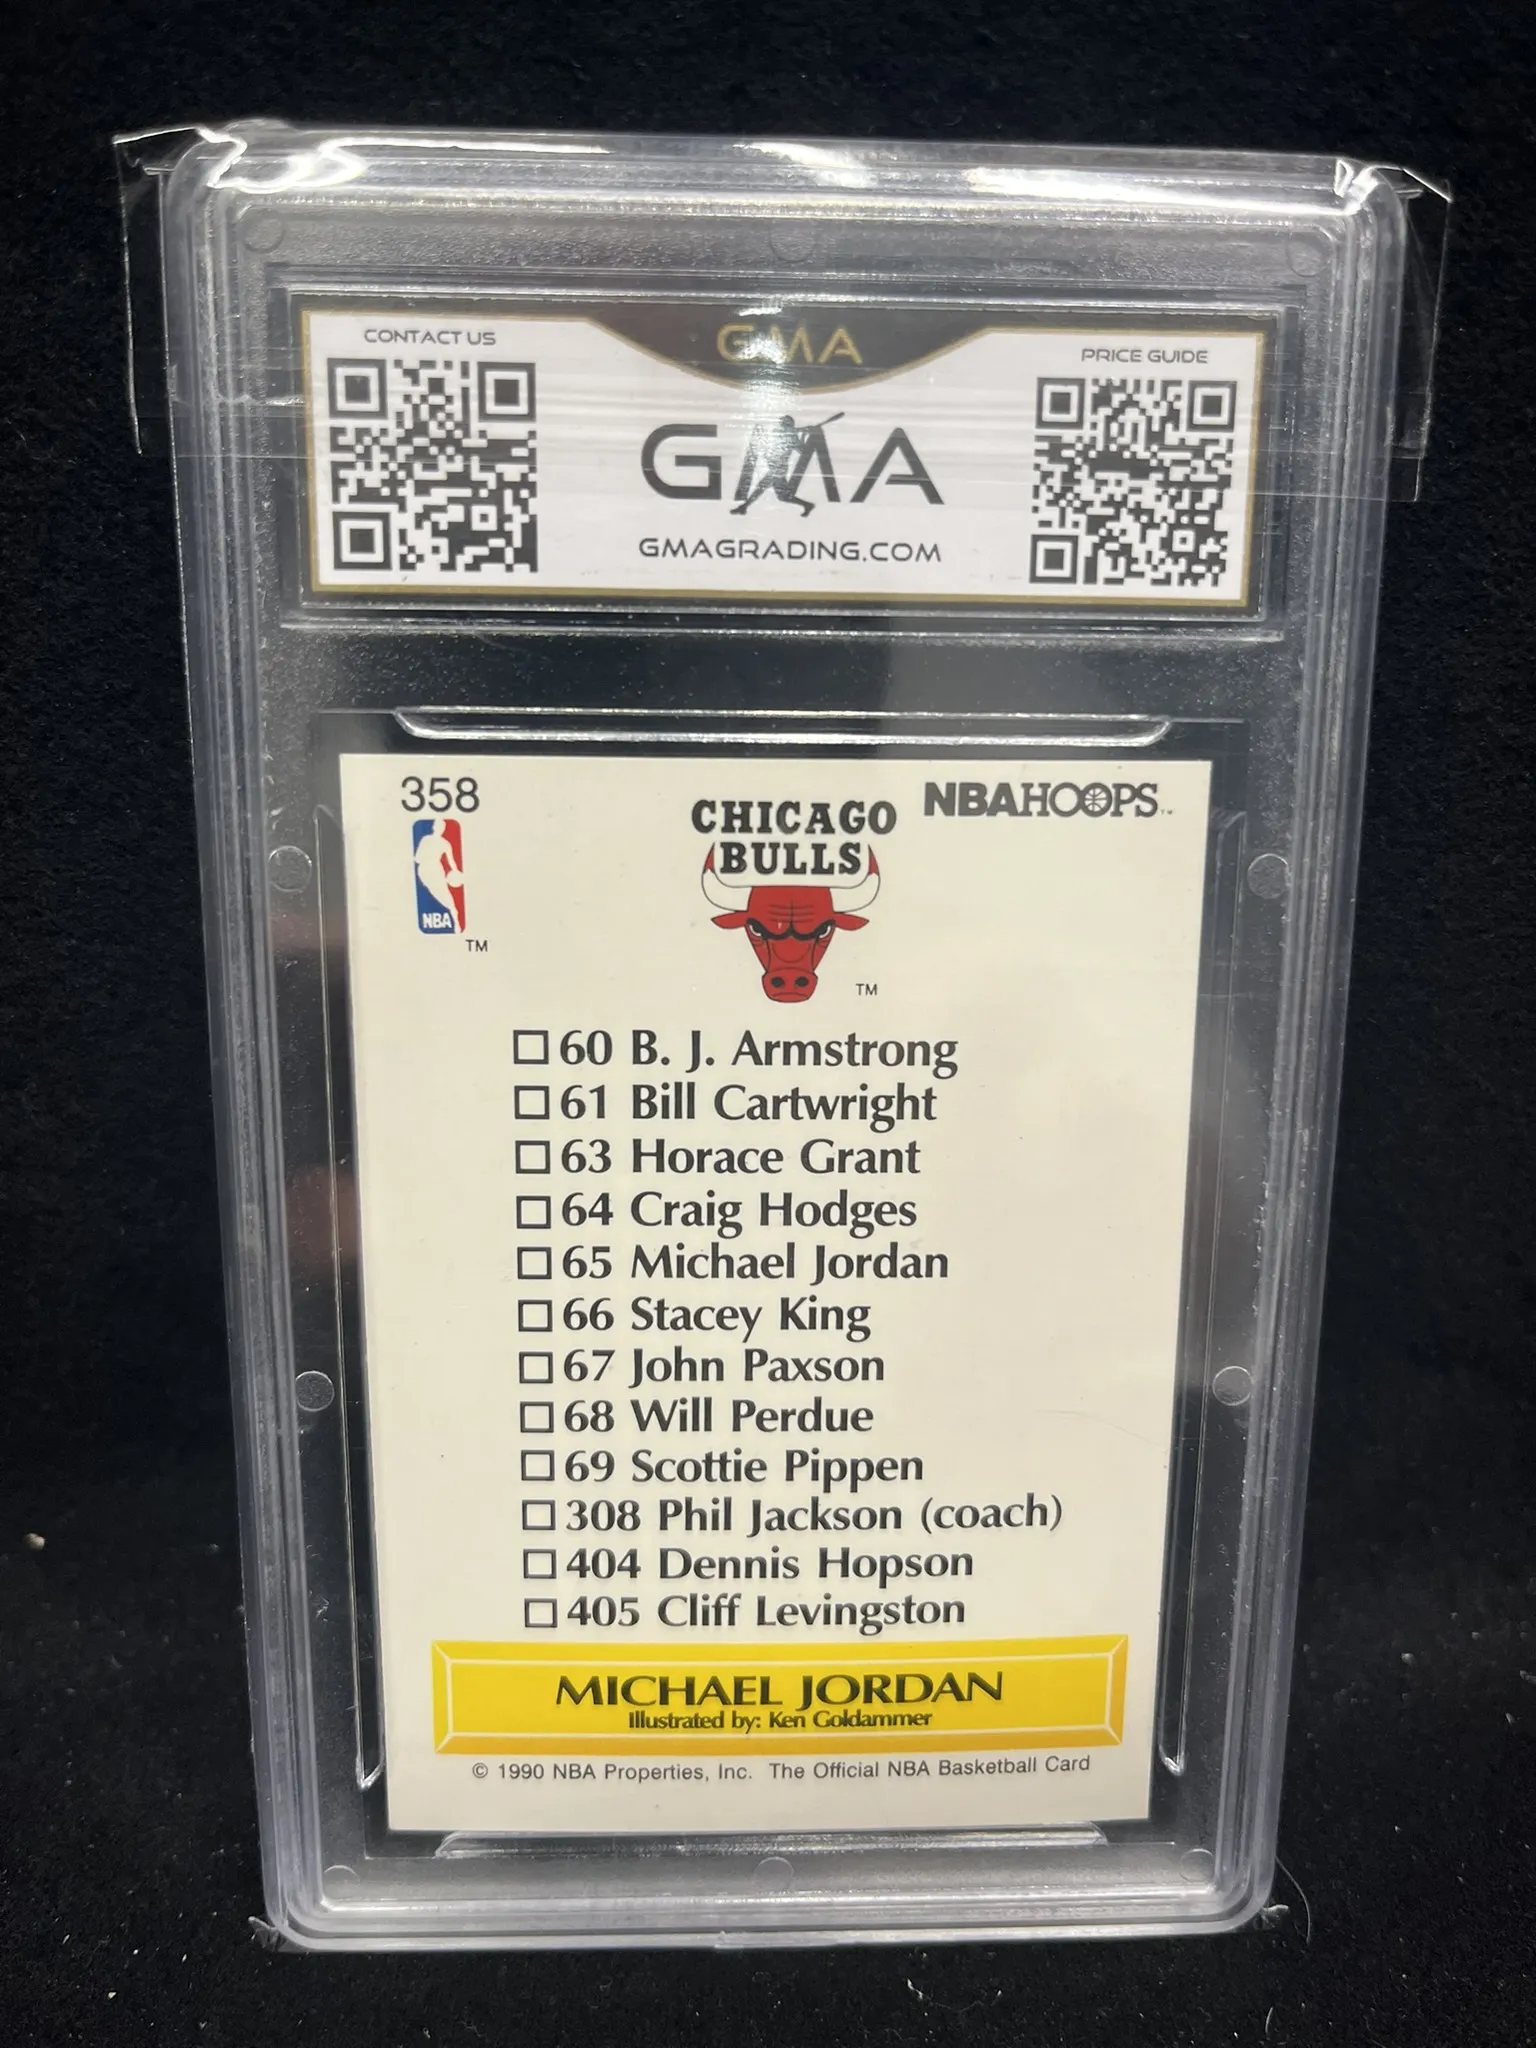 CONTACT US
GMA
PRICE GUIDE
GMA
GMAGRADING.COM
358
NBAHOOPS™
CHICAGO
BULLS
NBA
TM
TM
60 B. J. Armstrong
61 Bill Cartwright
63 Horace Grant
64 Craig Hodges
65 Michael Jordan
66 Stacey King
67 John Paxson
68 Will Perdue
69 Scottie Pippen
308 Phil Jackson (coach)
404 Dennis Hopson
405 Cliff Levingston
MICHAEL JORDAN
Illustrated by: Ken Goldammer
© 1990 NBA Properties, Inc. The Official NBA Basketball Card